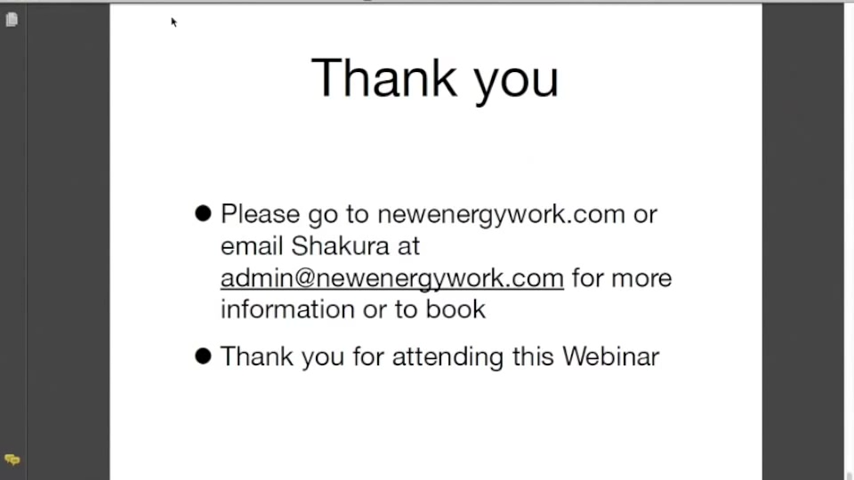 Thank you
● Please go to newenergywork.com or
email Shakura at
admin@newenergywork.com for more
information or to book
● Thank you for attending this Webinar